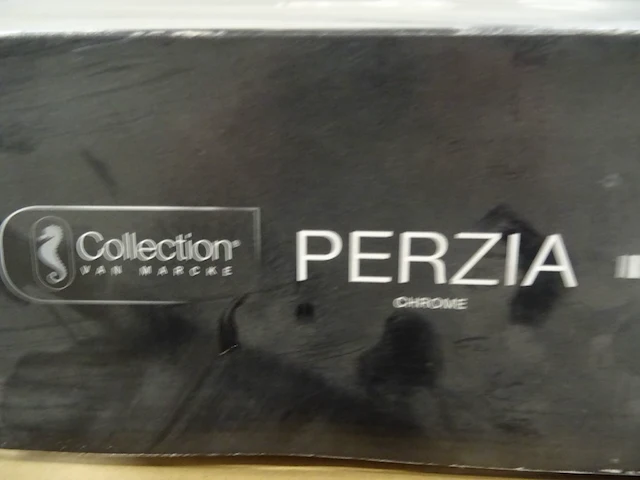 Collection
VAN MARCKE
PERZIA
CHROME